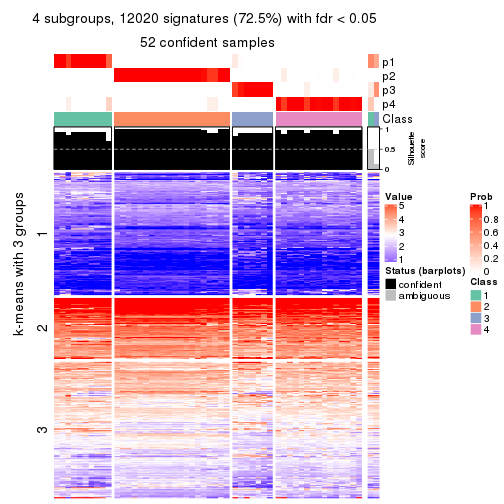 4 subgroups, 12020 signatures (72.5%) with fdr < 0.05
52 confident samples
p1
p2
p3
p4
Class
1
0.5
0
Silhouette
score
k-means with 3 groups
1
2
3
Value
5
4
3
2
1
Status (barplots)
confident
ambiguous
Prob
1
0.8
0.6
0.4
0.2
0
Class
1
2
3
4